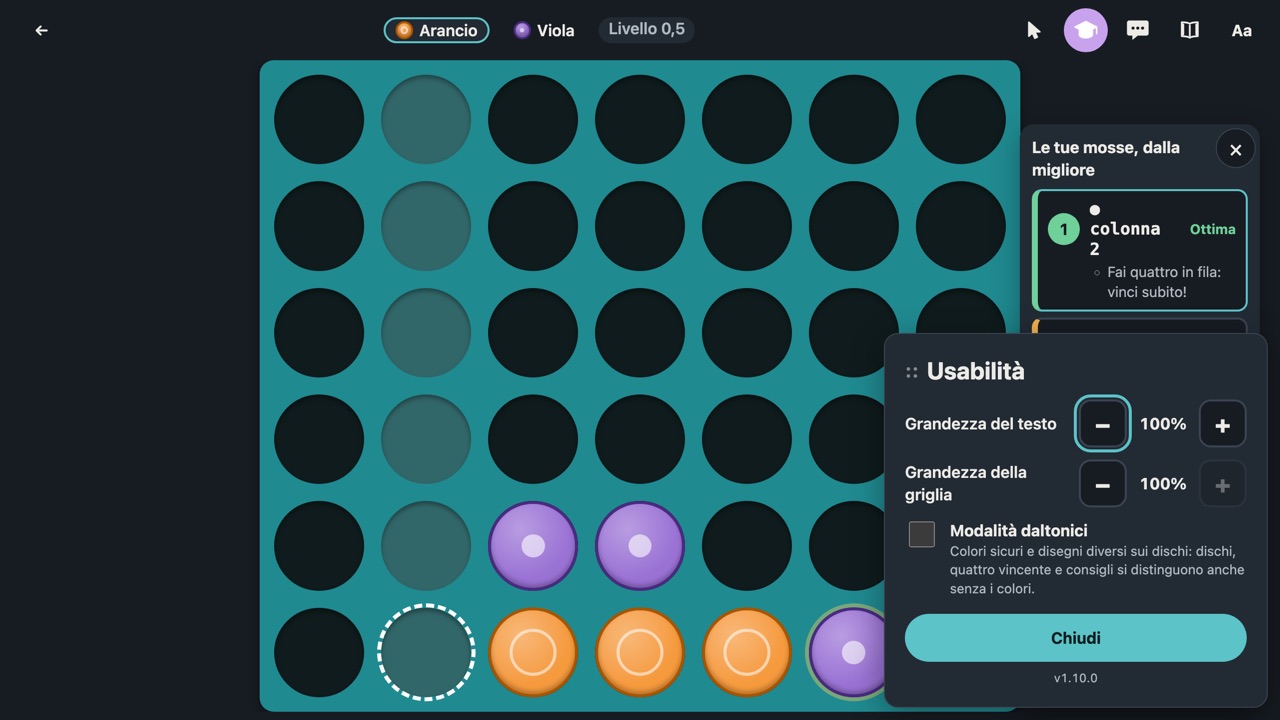 Arancio
Viola
Livello 0,5
Aa
Le tue mosse, dalla
migliore
1
colonna
2
Ottima
Fai quattro in fila:
vinci subito!
Usabilità
Grandezza del testo
− 100% +
Grandezza della
griglia
− 100% +
Modalità daltonici
Colori sicuri e disegni diversi sui dischi: dischi,
quattro vincente e consigli si distinguono anche
senza i colori.
Chiudi
v1.10.0